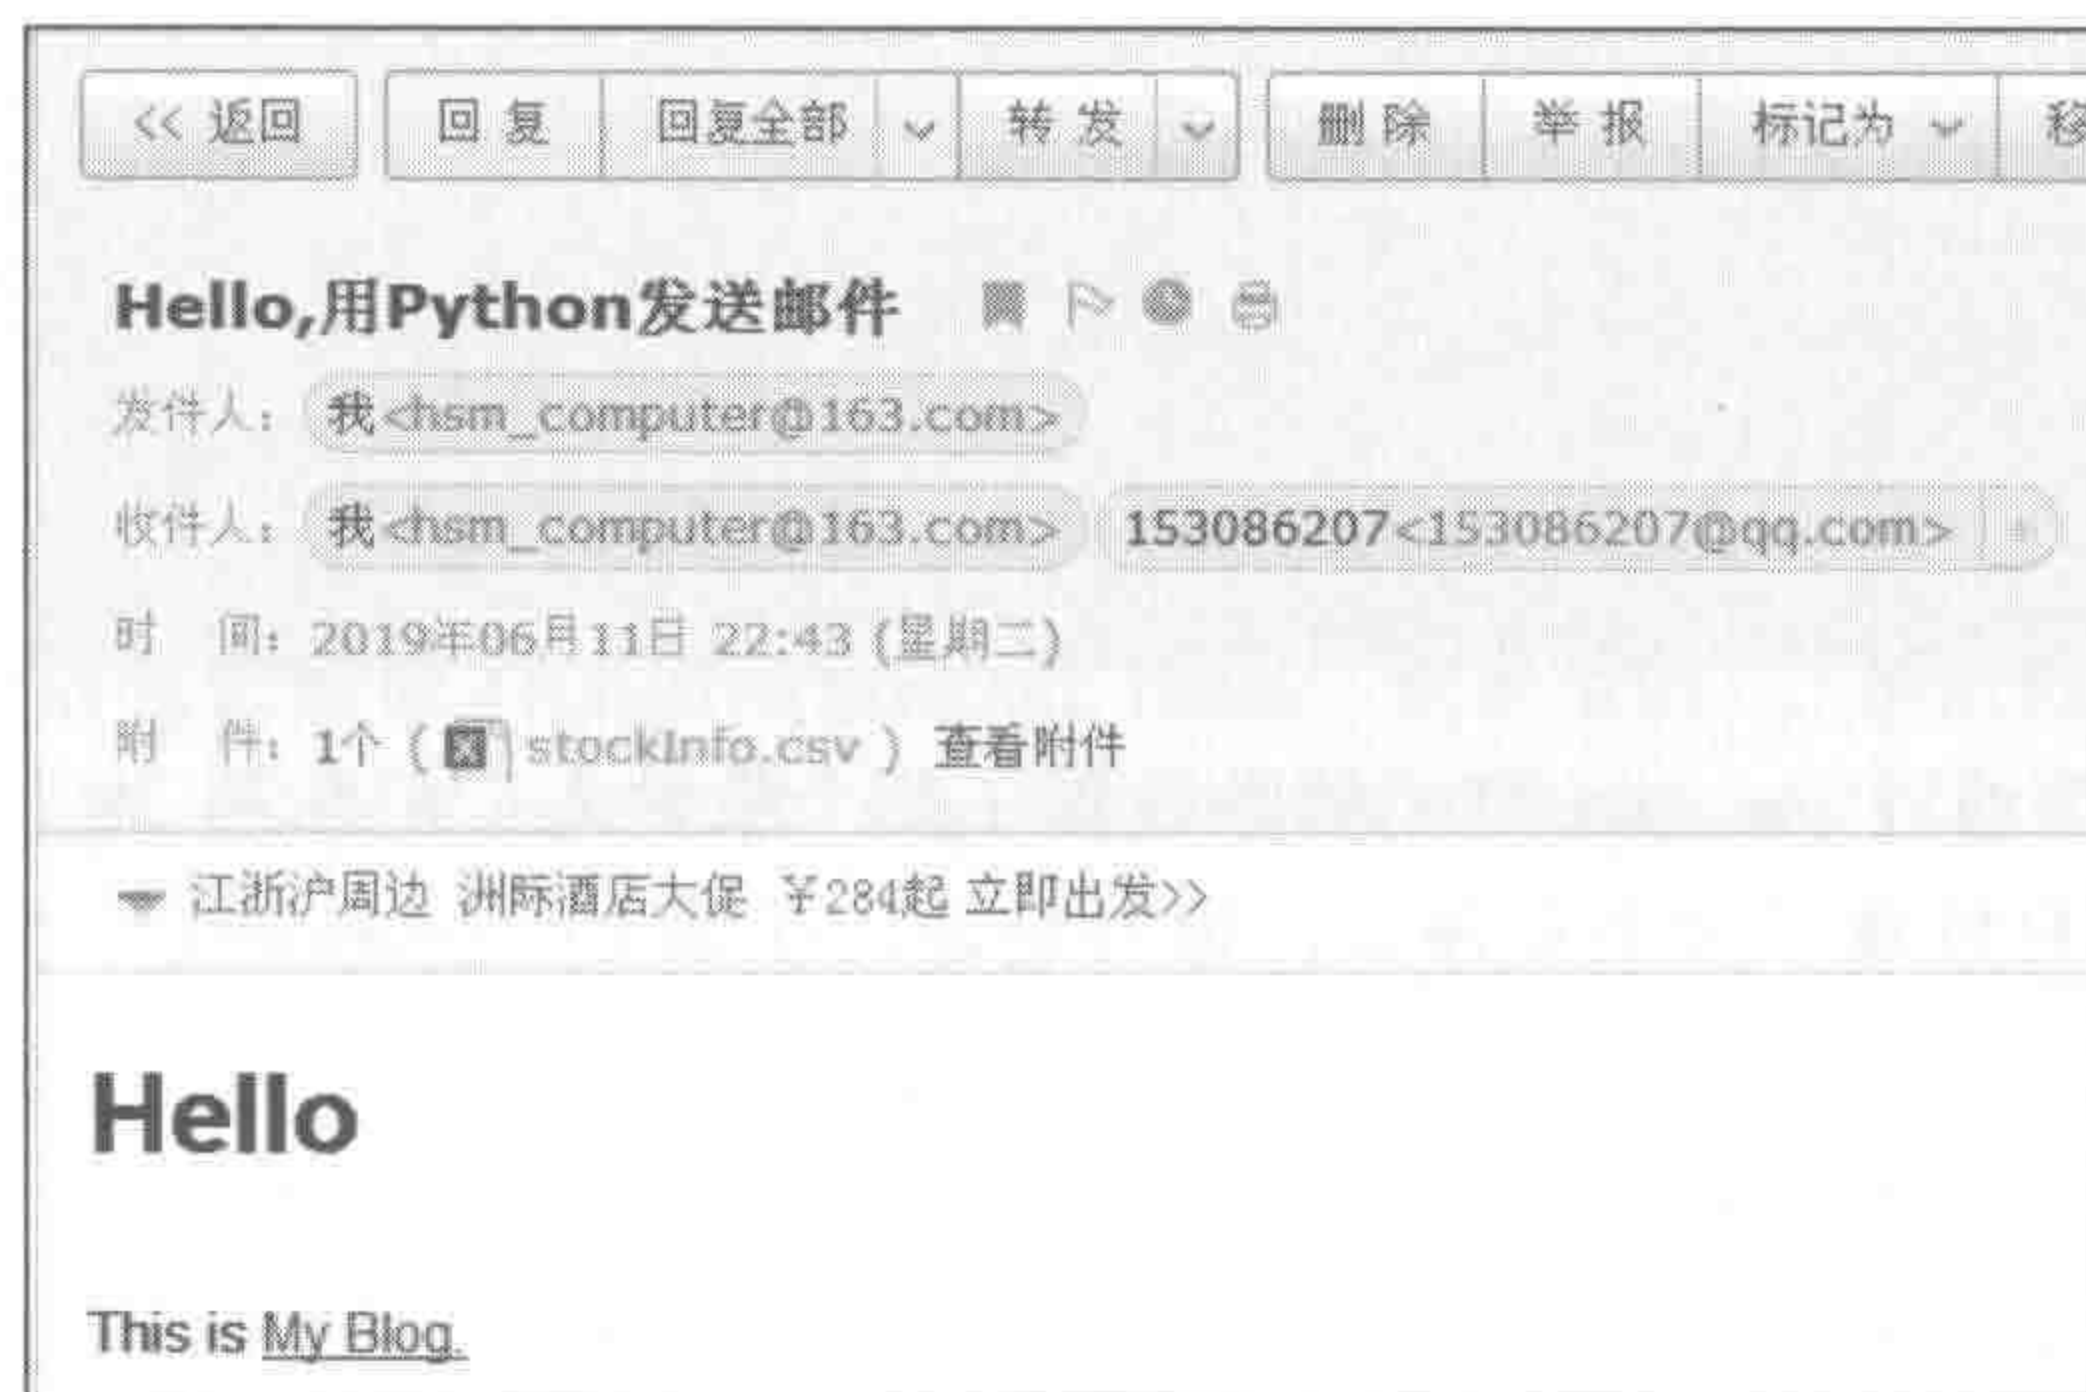 << 返回 回 复 回复全部 转 发 删 除 举 报 标记为 移
Hello,用Python发送邮件
发件人: 我<hsm_computer@163.com>
收件人: 我<hsm_computer@163.com> 153086207<153086207@qq.com>
时 间: 2019年06月11日 22:43 (星期二)
附 件: 1个 ( stockInfo.csv ) 查看附件
江浙沪周边 洲际酒店大促 ¥284起 立即出发>>
Hello
This is My Blog.